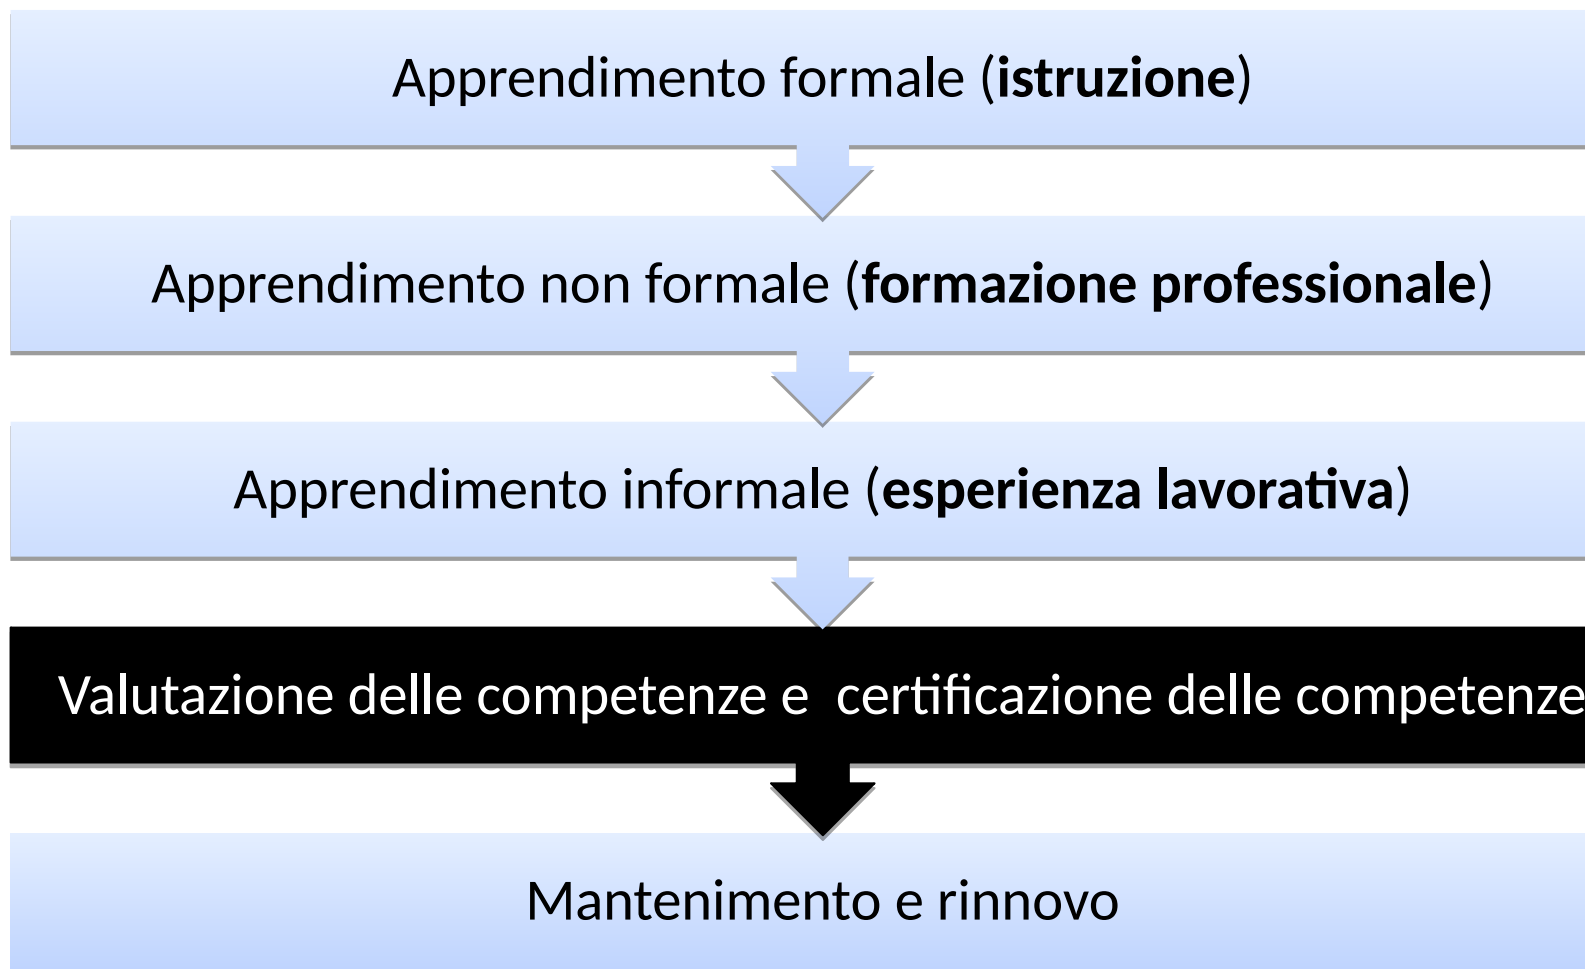 Apprendimento formale (istruzione)
Apprendimento non formale (formazione professionale)
Apprendimento informale (esperienza lavorativa)
Valutazione delle competenze e  certificazione delle competenze
Mantenimento e rinnovo